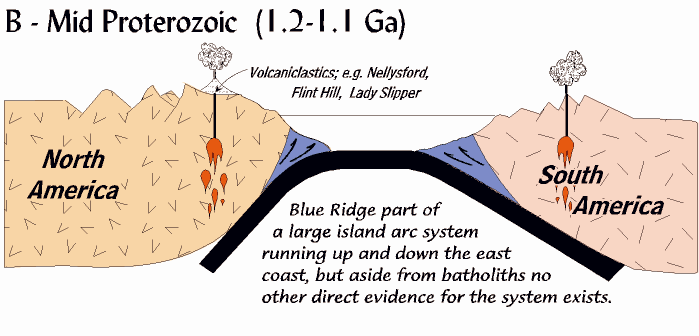 B - Mid Proterozoic (1.2-1.1 Ga)
Volcaniclastics; e.g. Nellysford,
Flint Hill, Lady Slipper
North
America
South
America
Blue Ridge part of
a large island arc system
running up and down the east
coast, but aside from batholiths no
other direct evidence for the system exists.